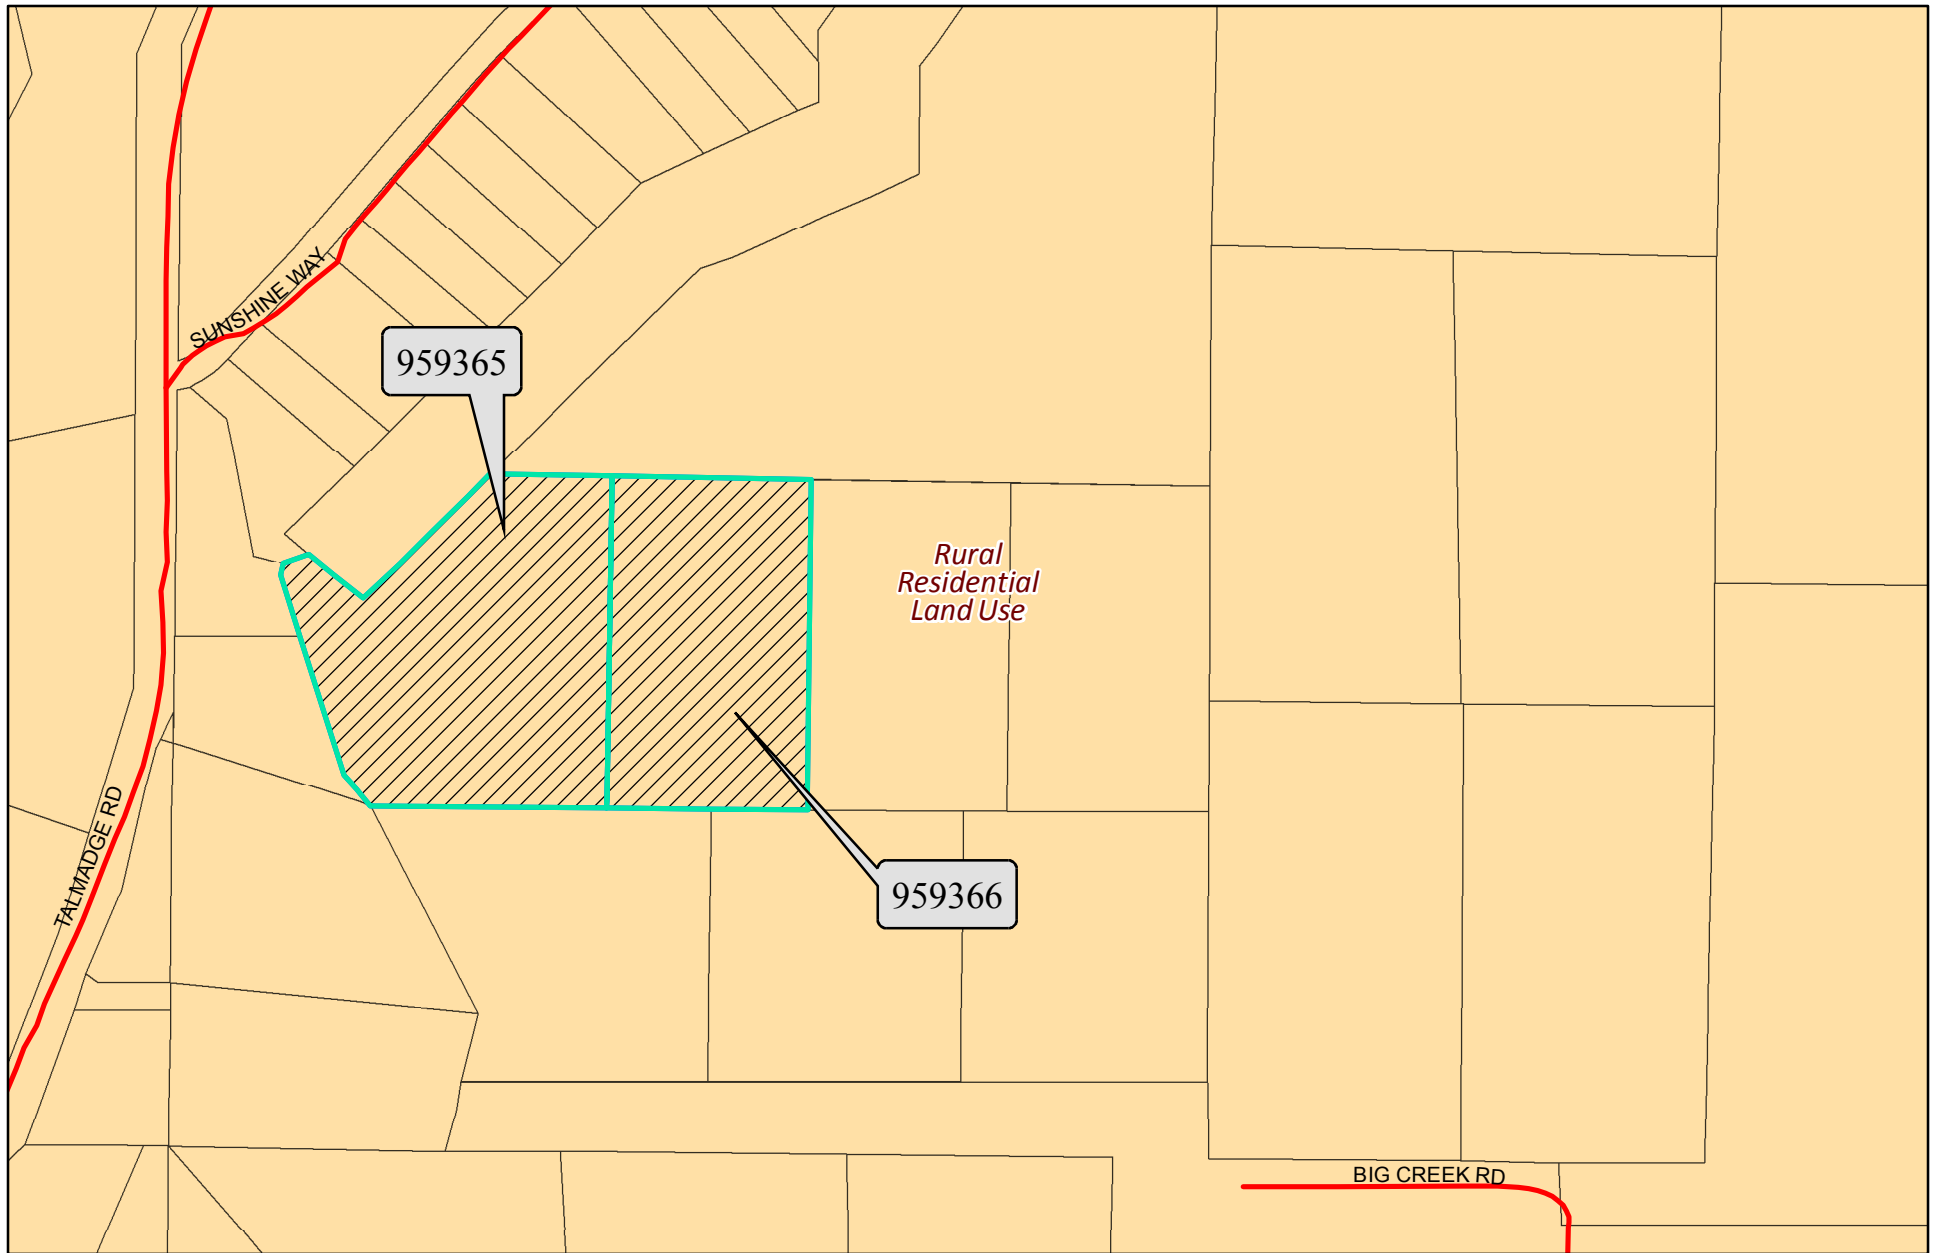 SUNSHINE WAY
959365
Rural
Residential
Land Use
TALMADGE RD
959366
BIG CREEK RD